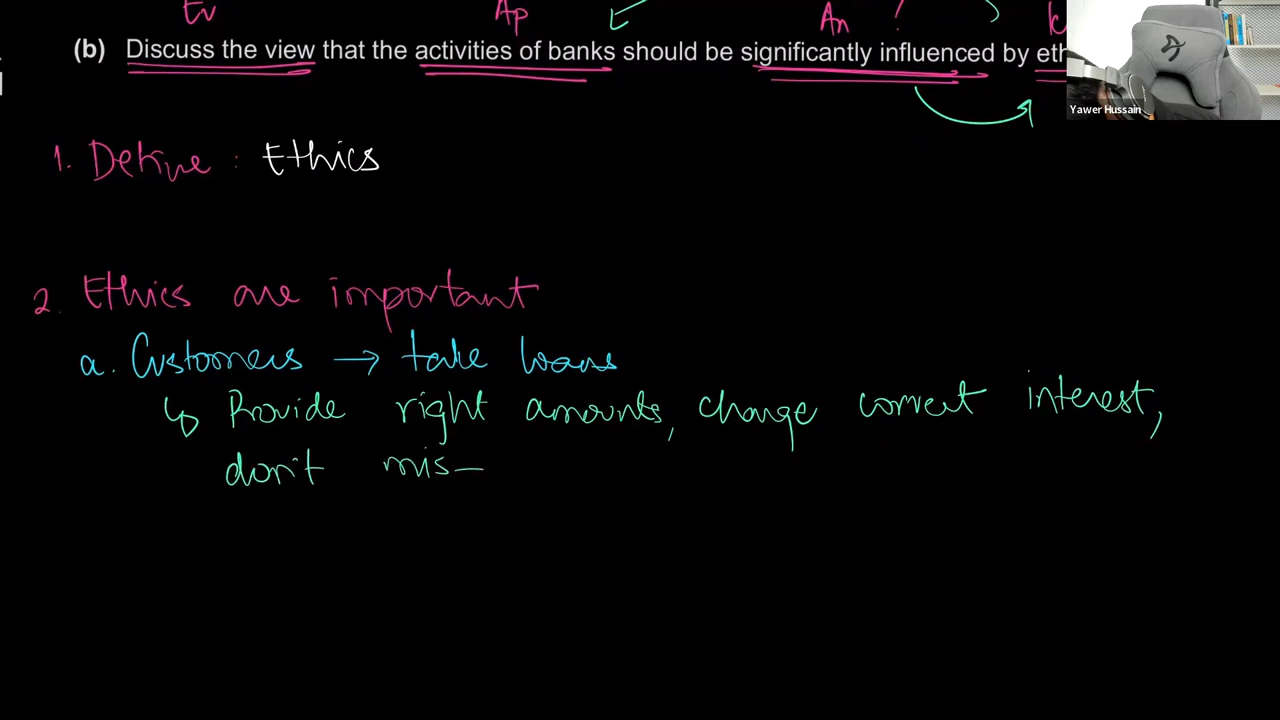 Ev Ap An ?
(b) Discuss the view that the activities of banks should be significantly influenced by eth
Yawer Hussain
1. Define : Ethics
2. Ethics are important
a. Customers → take loans
↳ Provide right amounts, charge correct interest,
don't mis—